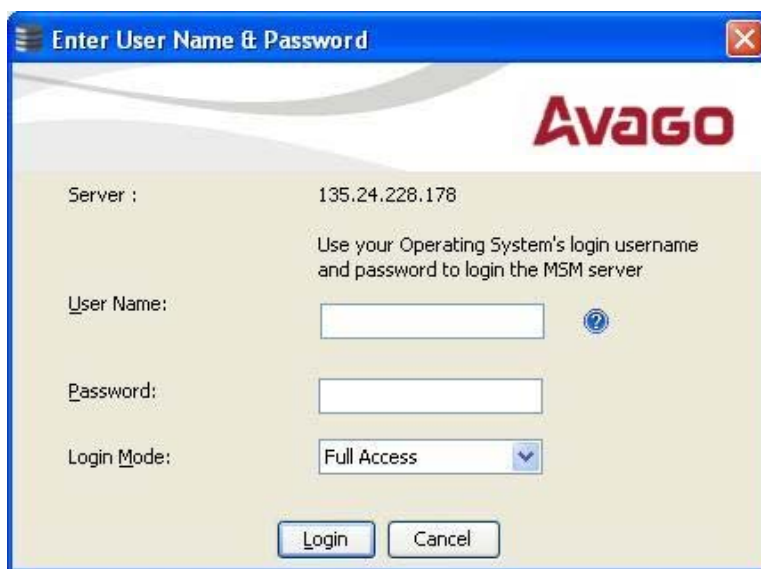 Enter User Name & Password
AVAGO
Server :
135.24.228.178
Use your Operating System's login username
and password to login the MSM server
User Name:
Password:
Login Mode:
Full Access
Login
Cancel